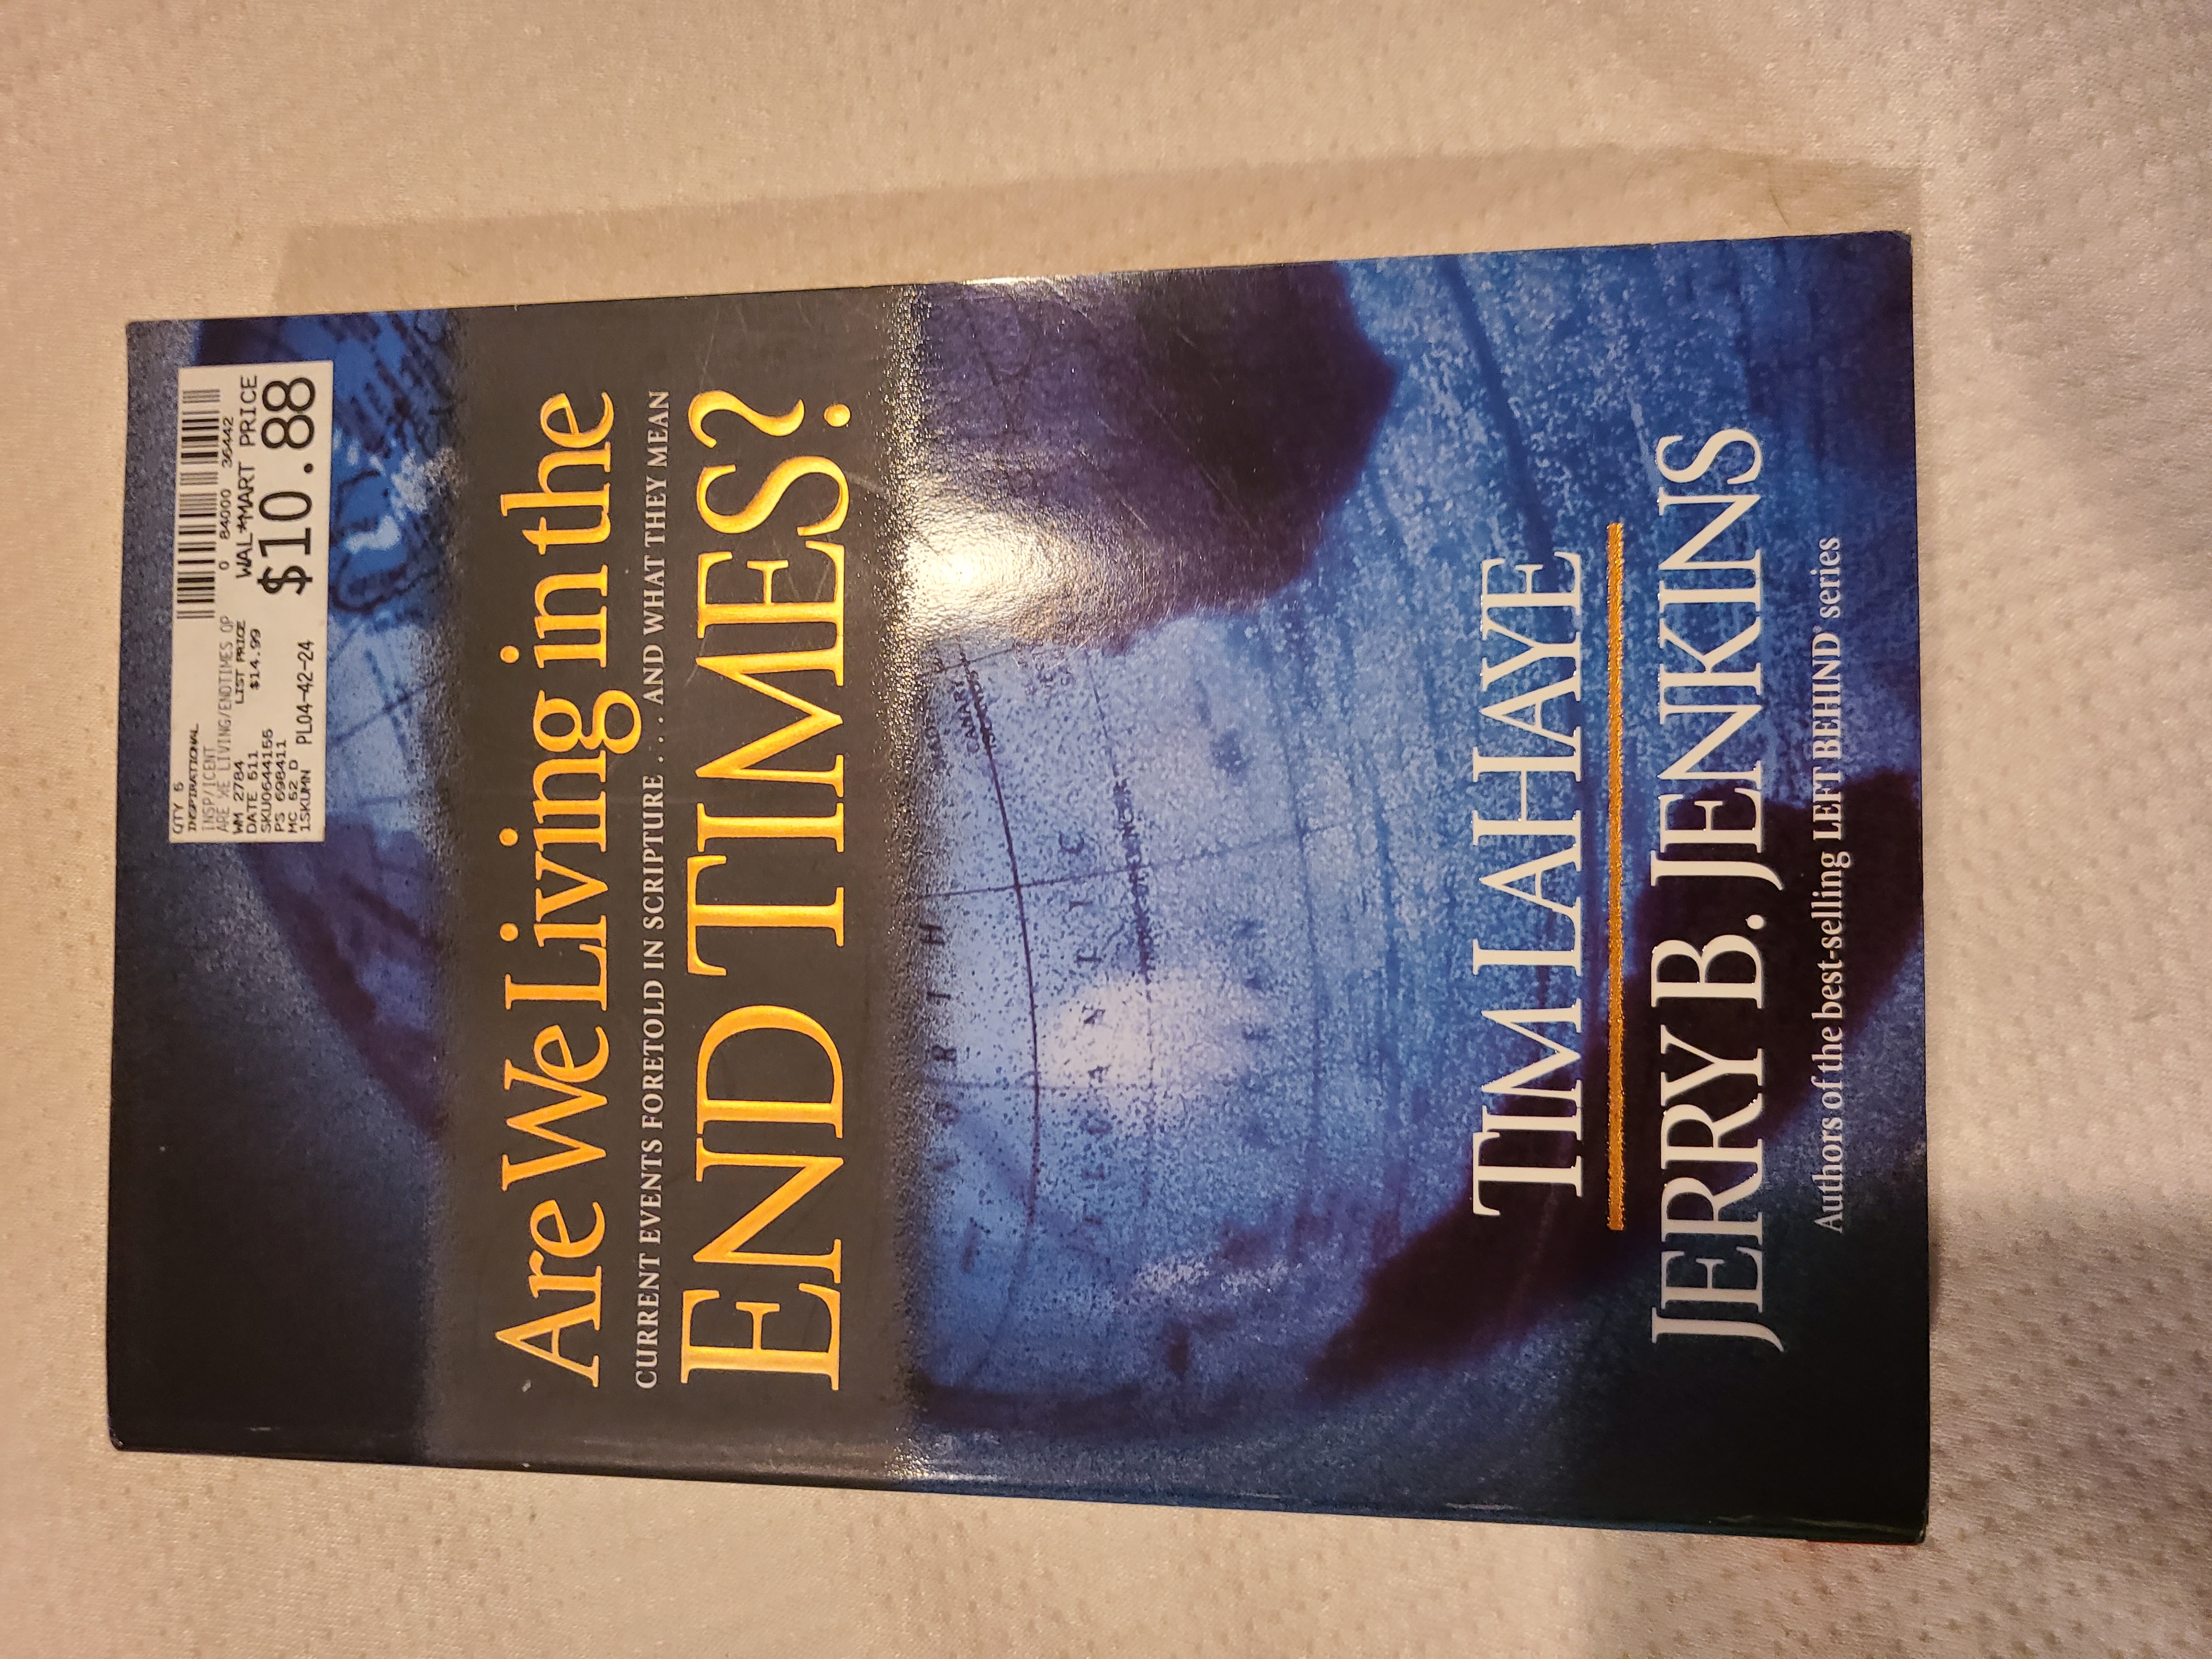 QTY 5
INSPIRATIONAL
INSP/ICENT
ARE WE LIVING/ENDTIMES QP
0 84000 36442
WM 2784 LIST PRICE WAL*MART PRICE
DATE 511 $14.99 $10.88
SKU0644155
PS 698411
MC 52 D
1SKUMN PL04-42-24
Are We Living in the
CURRENT EVENTS FORETOLD IN SCRIPTURE . . . AND WHAT THEY MEAN
END TIMES?
NORTH
CANARY
ISLANDS
TIM LAHAYE
JERRY B. JENKINS
Authors of the best-selling LEFT BEHIND® series